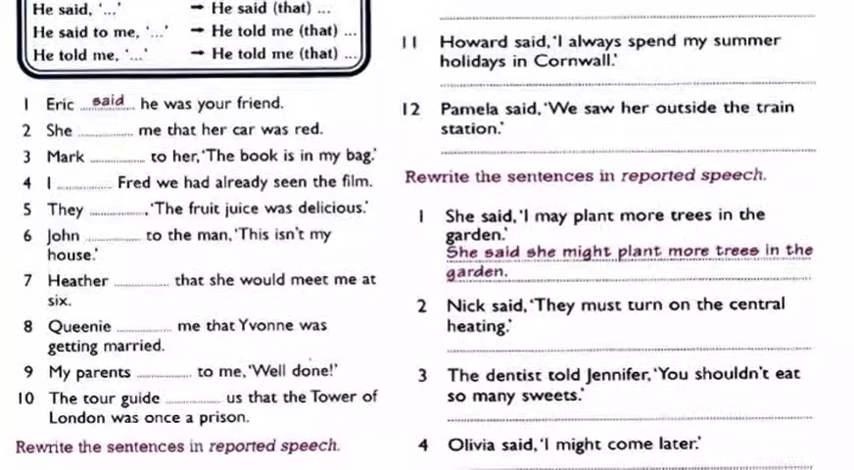 He said, '...' → He said (that) ...
He said to me, '...' → He told me (that) ...
He told me, '...' → He told me (that) ...
1 Eric said he was your friend.
2 She ............ me that her car was red.
3 Mark ............ to her, 'The book is in my bag.'
4 I ............ Fred we had already seen the film.
5 They ............, 'The fruit juice was delicious.'
6 John ............ to the man, 'This isn't my
house.'
7 Heather ............ that she would meet me at
six.
8 Queenie ............ me that Yvonne was
getting married.
9 My parents ............ to me, 'Well done!'
10 The tour guide ............ us that the Tower of
London was once a prison.
Rewrite the sentences in reported speech.
11 Howard said, 'I always spend my summer
holidays in Cornwall.'
12 Pamela said, 'We saw her outside the train
station.'
Rewrite the sentences in reported speech.
1 She said, 'I may plant more trees in the
garden.'
She said she might plant more trees in the
garden.
2 Nick said, 'They must turn on the central
heating.'
3 The dentist told Jennifer, 'You shouldn't eat
so many sweets.'
4 Olivia said, 'I might come later.'